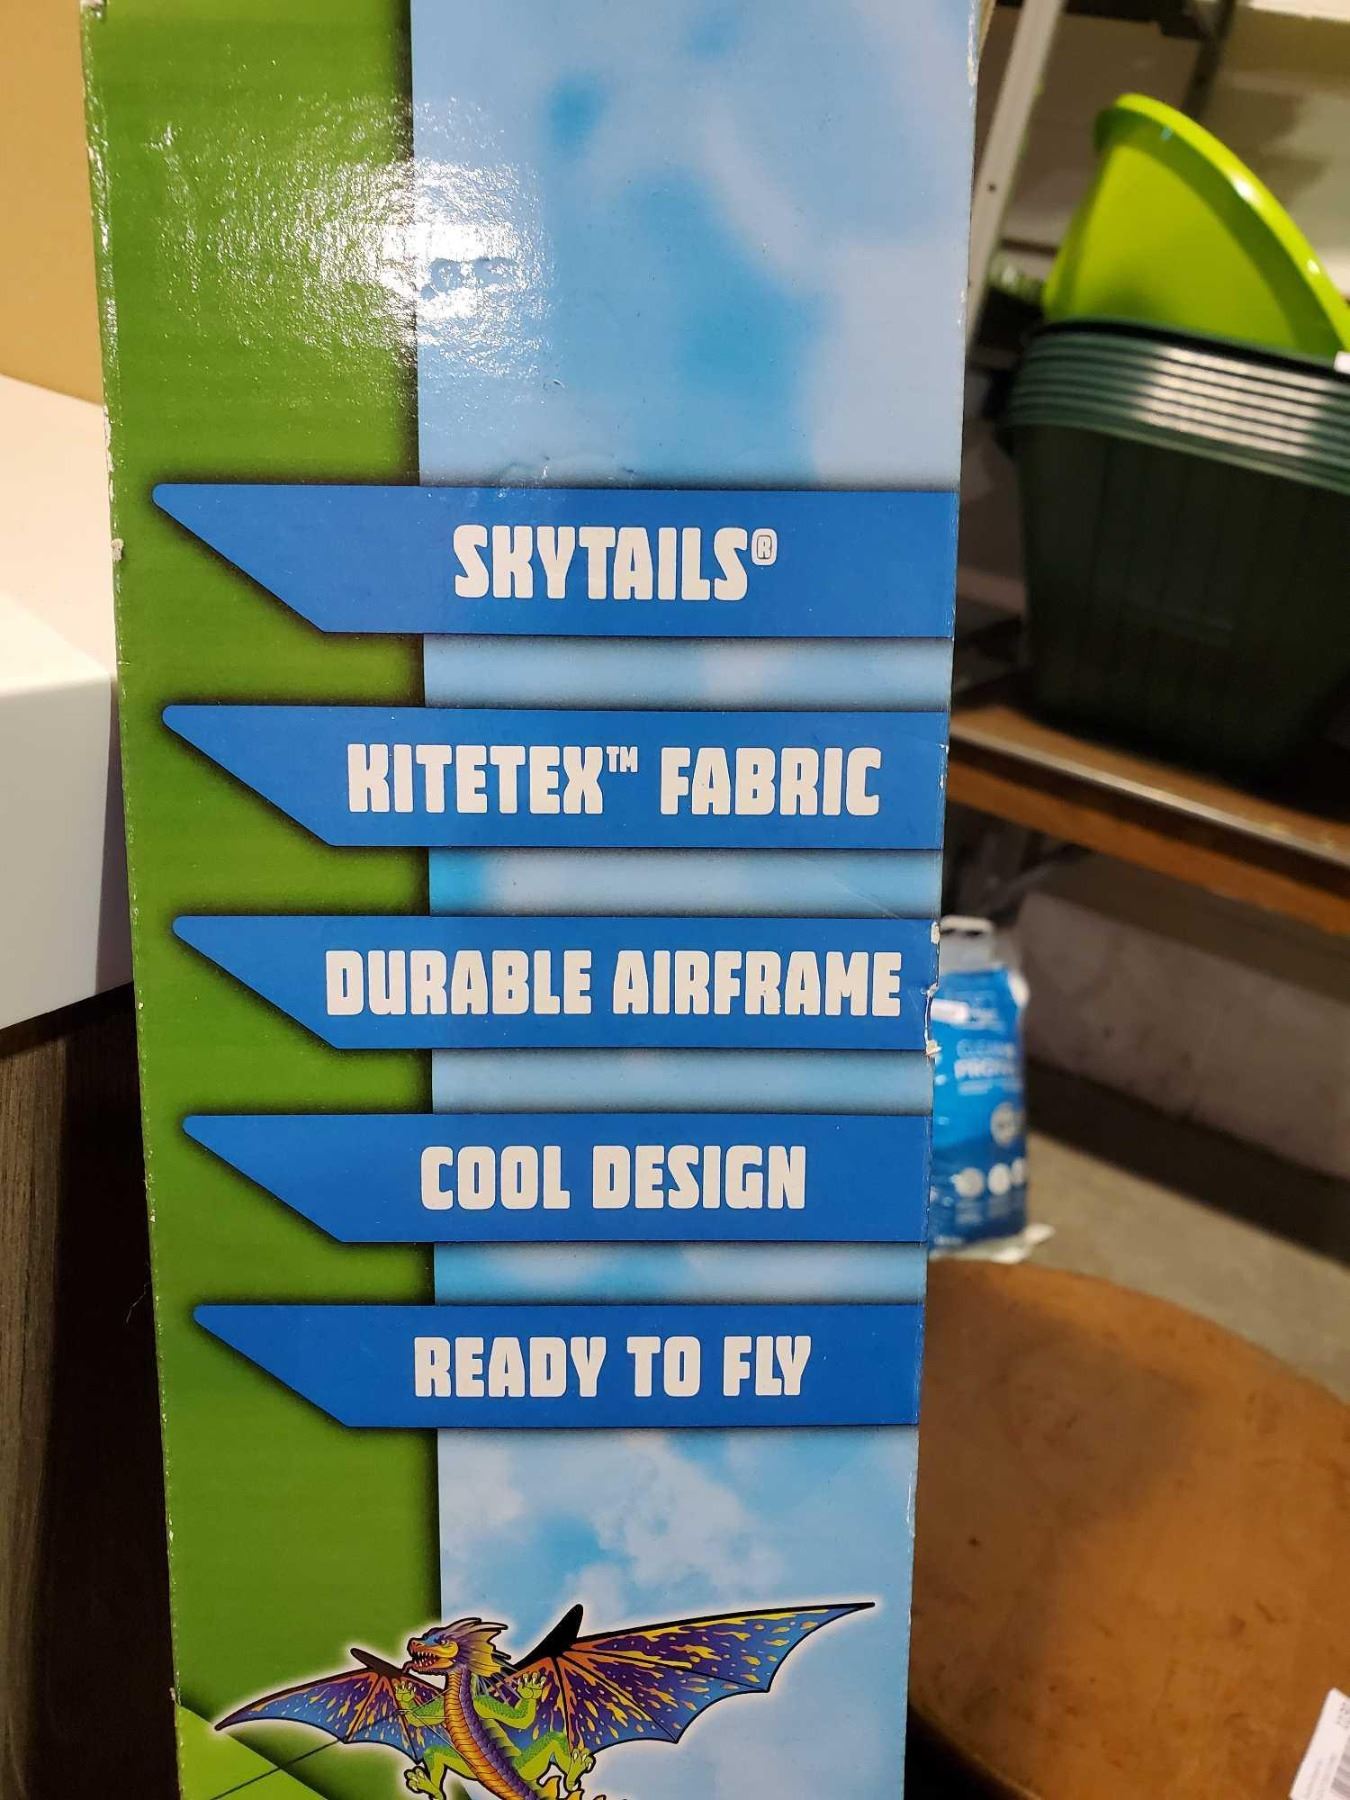 SKYTAILS®
KITETEX™ FABRIC
DURABLE AIRFRAME
COOL DESIGN
READY TO FLY